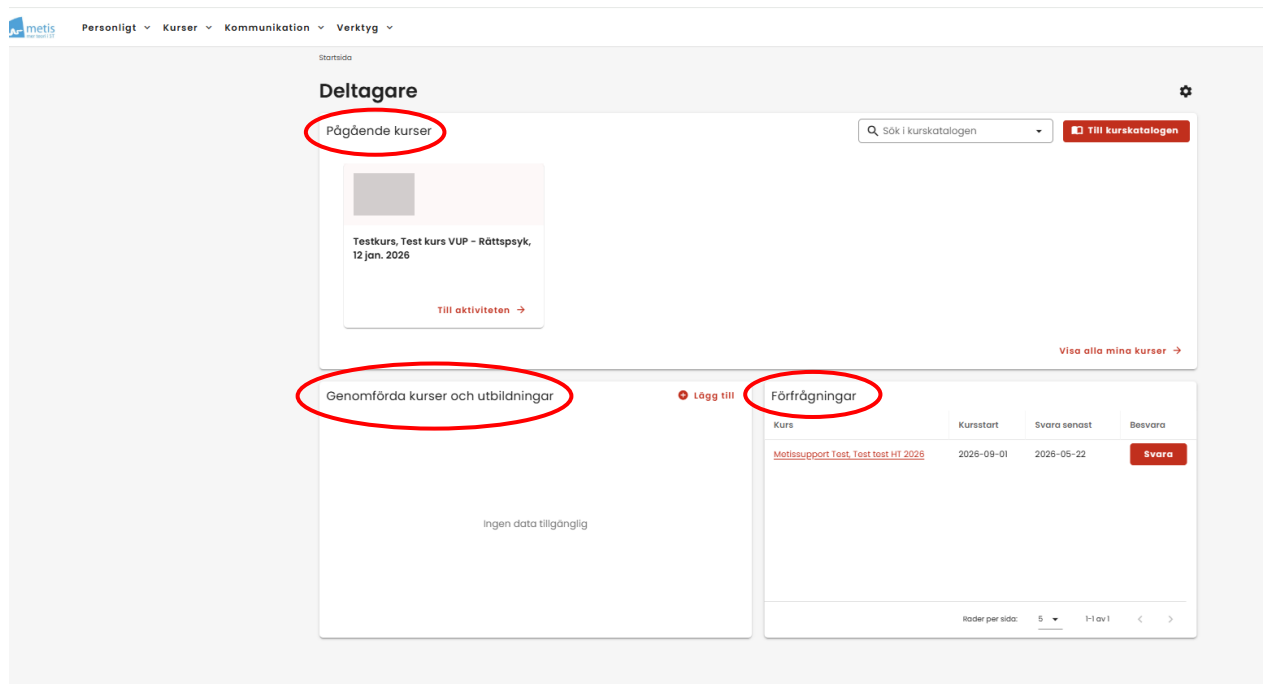 metis
Personligt Kurser Kommunikation Verktyg
Startsida
Deltagare
Pågående kurser
Sök i kurskatalogen
Till kurskatalogen
Testkurs, Test kurs VUP - Rättspsyk,
12 jan. 2026
Till aktiviteten
Visa alla mina kurser
Genomförda kurser och utbildningar
Lägg till
Ingen data tillgänglig
Förfrågningar
Kurs Kursstart Svara senast Besvara
Metissupport Test, Test test HT 2026 2026-09-01 2026-05-22 Svara
Rader per sida: 5 1-1 av 1